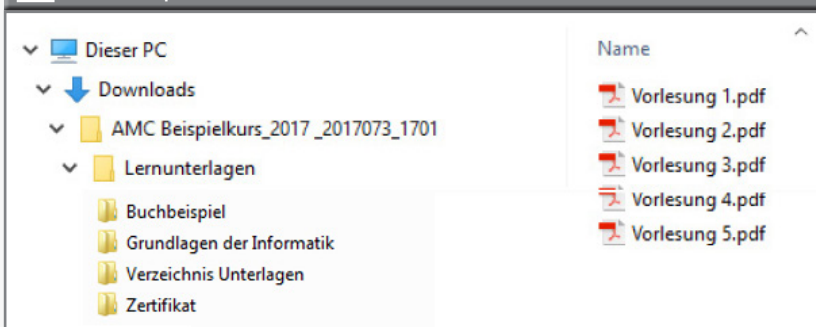 Dieser PC
Downloads
AMC Beispielkurs_2017 _2017073_1701
Lernunterlagen
Buchbeispiel
Grundlagen der Informatik
Verzeichnis Unterlagen
Zertifikat
Name
Vorlesung 1.pdf
Vorlesung 2.pdf
Vorlesung 3.pdf
Vorlesung 4.pdf
Vorlesung 5.pdf